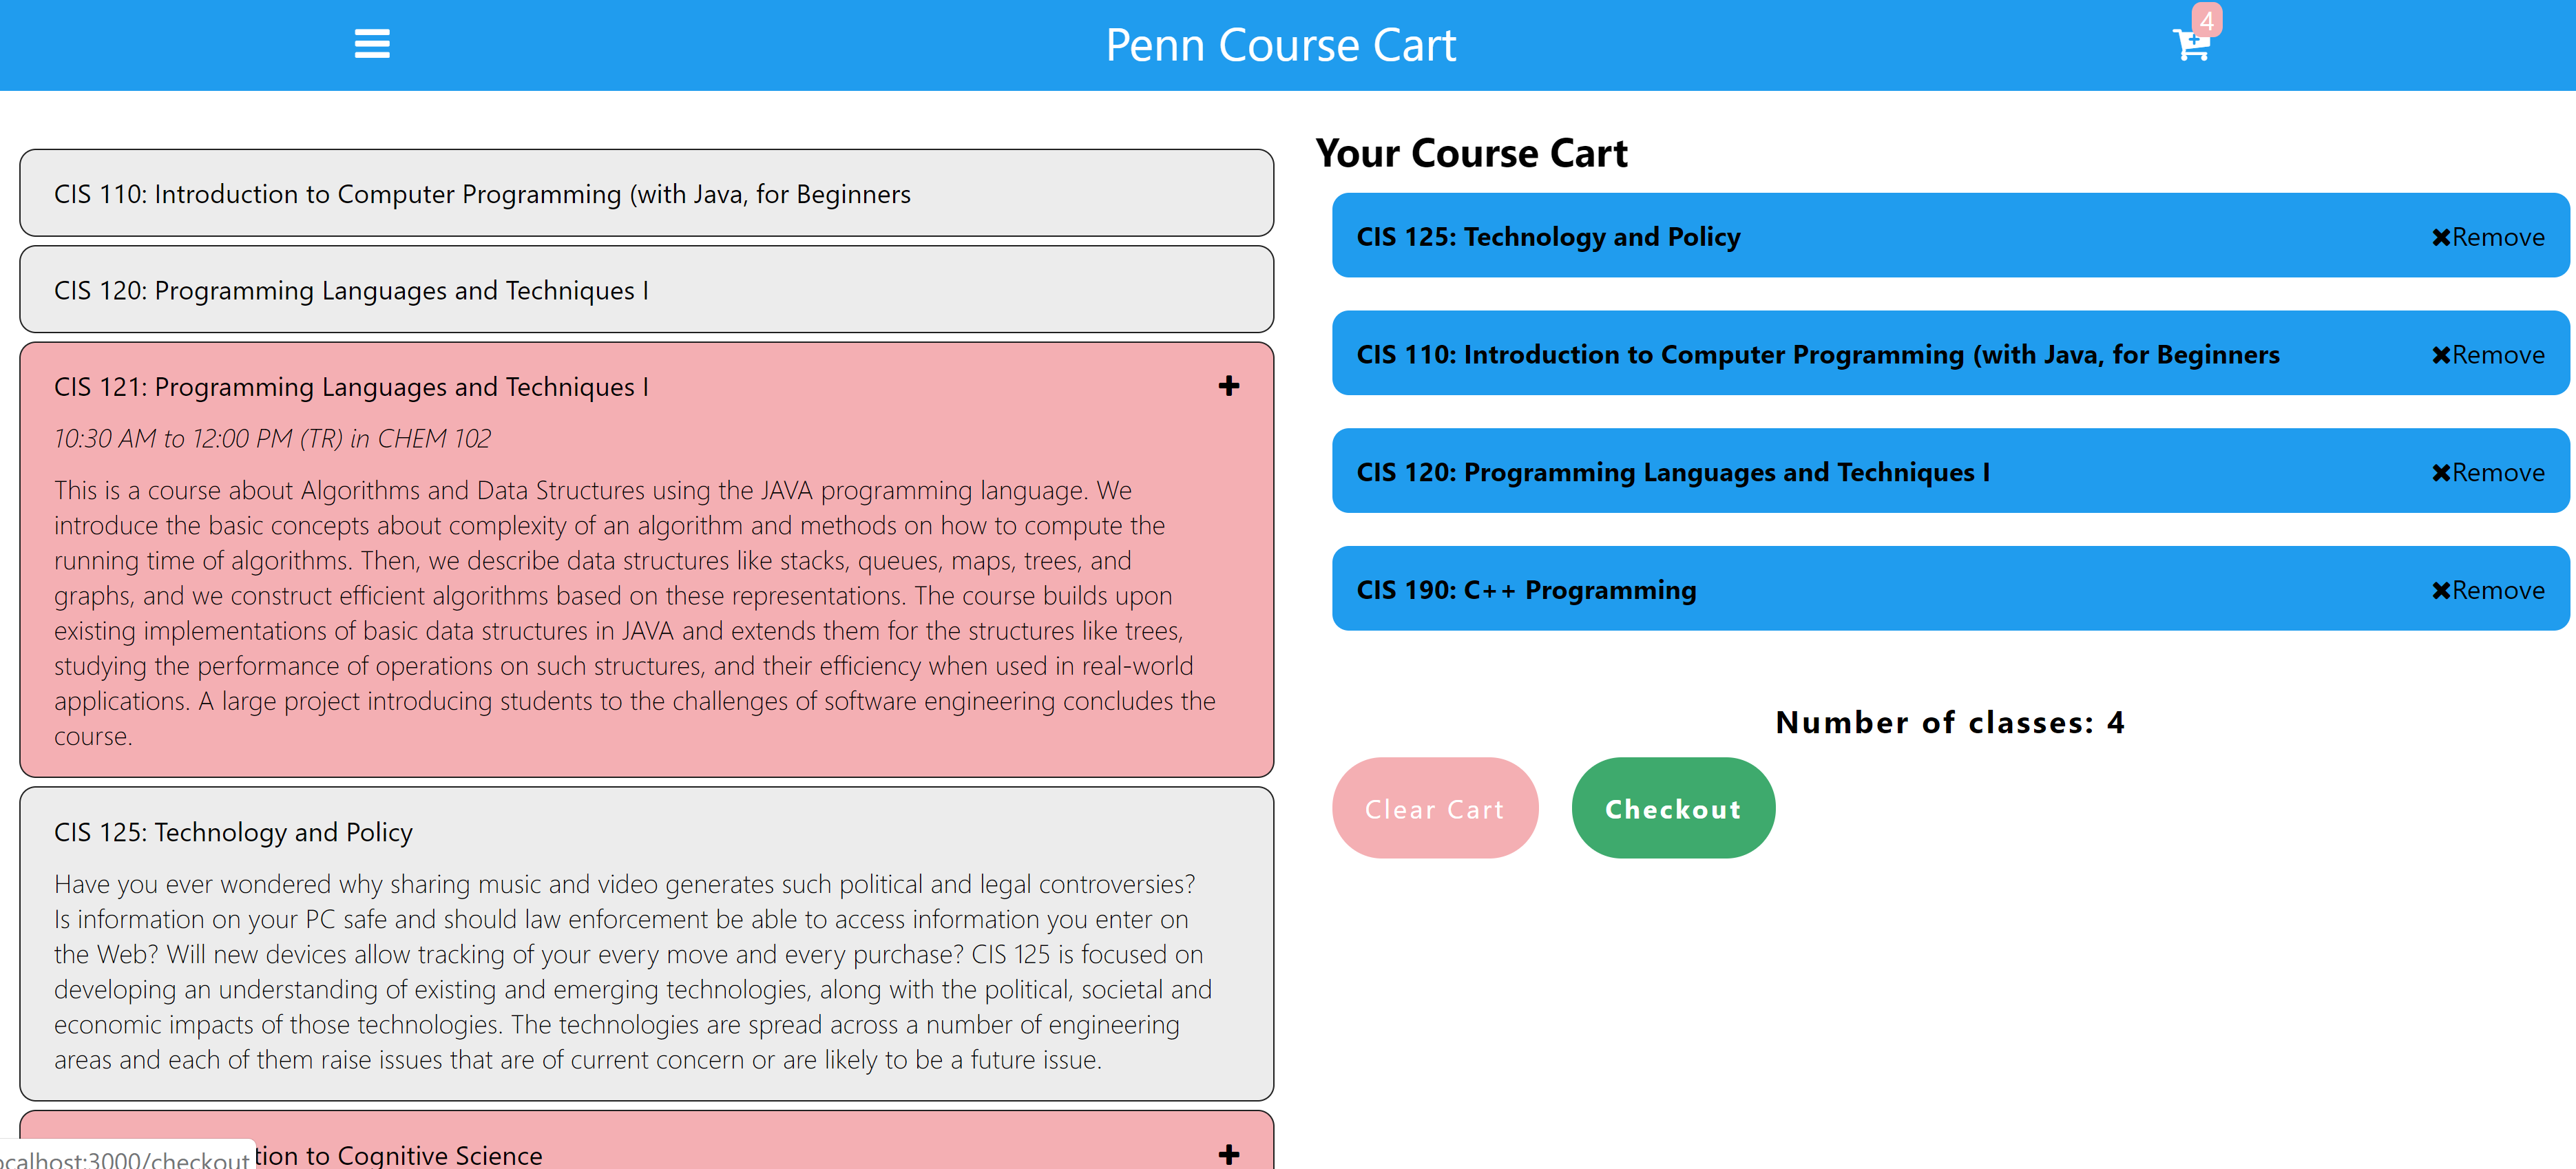 Penn Course Cart
4
CIS 110: Introduction to Computer Programming (with Java, for Beginners
CIS 120: Programming Languages and Techniques I
CIS 121: Programming Languages and Techniques I
10:30 AM to 12:00 PM (TR) in CHEM 102
This is a course about Algorithms and Data Structures using the JAVA programming language. We
introduce the basic concepts about complexity of an algorithm and methods on how to compute the
running time of algorithms. Then, we describe data structures like stacks, queues, maps, trees, and
graphs, and we construct efficient algorithms based on these representations. The course builds upon
existing implementations of basic data structures in JAVA and extends them for the structures like trees,
studying the performance of operations on such structures, and their efficiency when used in real-world
applications. A large project introducing students to the challenges of software engineering concludes the
course.
CIS 125: Technology and Policy
Have you ever wondered why sharing music and video generates such political and legal controversies?
Is information on your PC safe and should law enforcement be able to access information you enter on
the Web? Will new devices allow tracking of your every move and every purchase? CIS 125 is focused on
developing an understanding of existing and emerging technologies, along with the political, societal and
economic impacts of those technologies. The technologies are spread across a number of engineering
areas and each of them raise issues that are of current concern or are likely to be a future issue.
tion to Cognitive Science
ocalhost:3000/checkout
Your Course Cart
CIS 125: Technology and Policy
Remove
CIS 110: Introduction to Computer Programming (with Java, for Beginners
Remove
CIS 120: Programming Languages and Techniques I
Remove
CIS 190: C++ Programming
Remove
Number of classes: 4
Clear Cart
Checkout